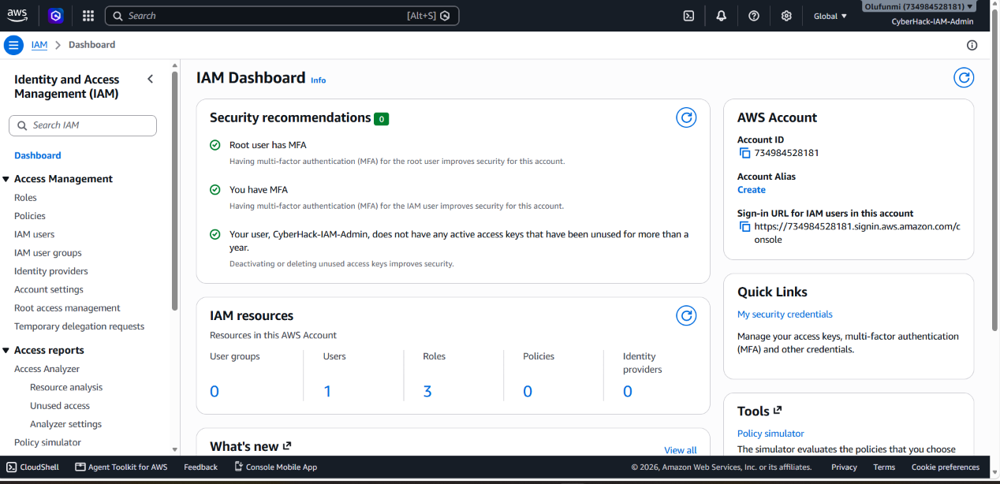 aws
Search
[Alt+S]
Global
Olufunmi (734984528181)
CyberHack-IAM-Admin
IAM
Dashboard
Identity and Access
Management (IAM)
Search IAM
Dashboard
Access Management
Roles
Policies
IAM users
IAM user groups
Identity providers
Account settings
Root access management
Temporary delegation requests
Access reports
Access Analyzer
Resource analysis
Unused access
Analyzer settings
Policy simulator
IAM Dashboard Info
Security recommendations 0
Root user has MFA
Having multi-factor authentication (MFA) for the root user improves security for this account.
You have MFA
Having multi-factor authentication (MFA) for the IAM user improves security for this account.
Your user, CyberHack-IAM-Admin, does not have any active access keys that have been unused for more than a
year.
Deactivating or deleting unused access keys improves security.
IAM resources
Resources in this AWS Account
User groups
0
Users
1
Roles
3
Policies
0
Identity
providers
0
What's new
View all
AWS Account
Account ID
734984528181
Account Alias
Create
Sign-in URL for IAM users in this account
https://734984528181.signin.aws.amazon.com/c
onsole
Quick Links
My security credentials
Manage your access keys, multi-factor authentication
(MFA) and other credentials.
Tools
Policy simulator
The simulator evaluates the policies that you choose
CloudShell
Agent Toolkit for AWS
Feedback
Console Mobile App
© 2026, Amazon Web Services, Inc. or its affiliates.
Privacy
Terms
Cookie preferences